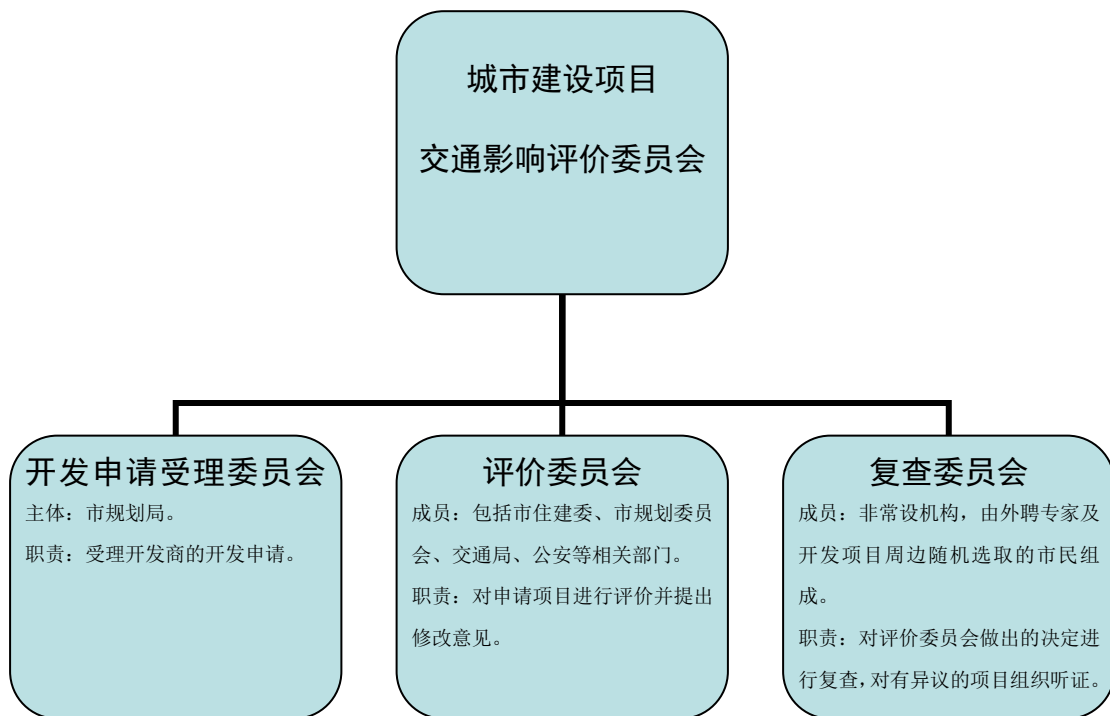 城市建设项目
交通影响评价委员会
开发申请受理委员会
主体：市规划局。
职责：受理开发商的开发申请。
评价委员会
成员：包括市住建委、市规划委员
会、交通局、公安等相关部门。
职责：对申请项目进行评价并提出
修改意见。
复查委员会
成员：非常设机构，由外聘专家及
开发项目周边随机选取的市民组
成。
职责：对评价委员会做出的决定进
行复查，对有异议的项目组织听证。